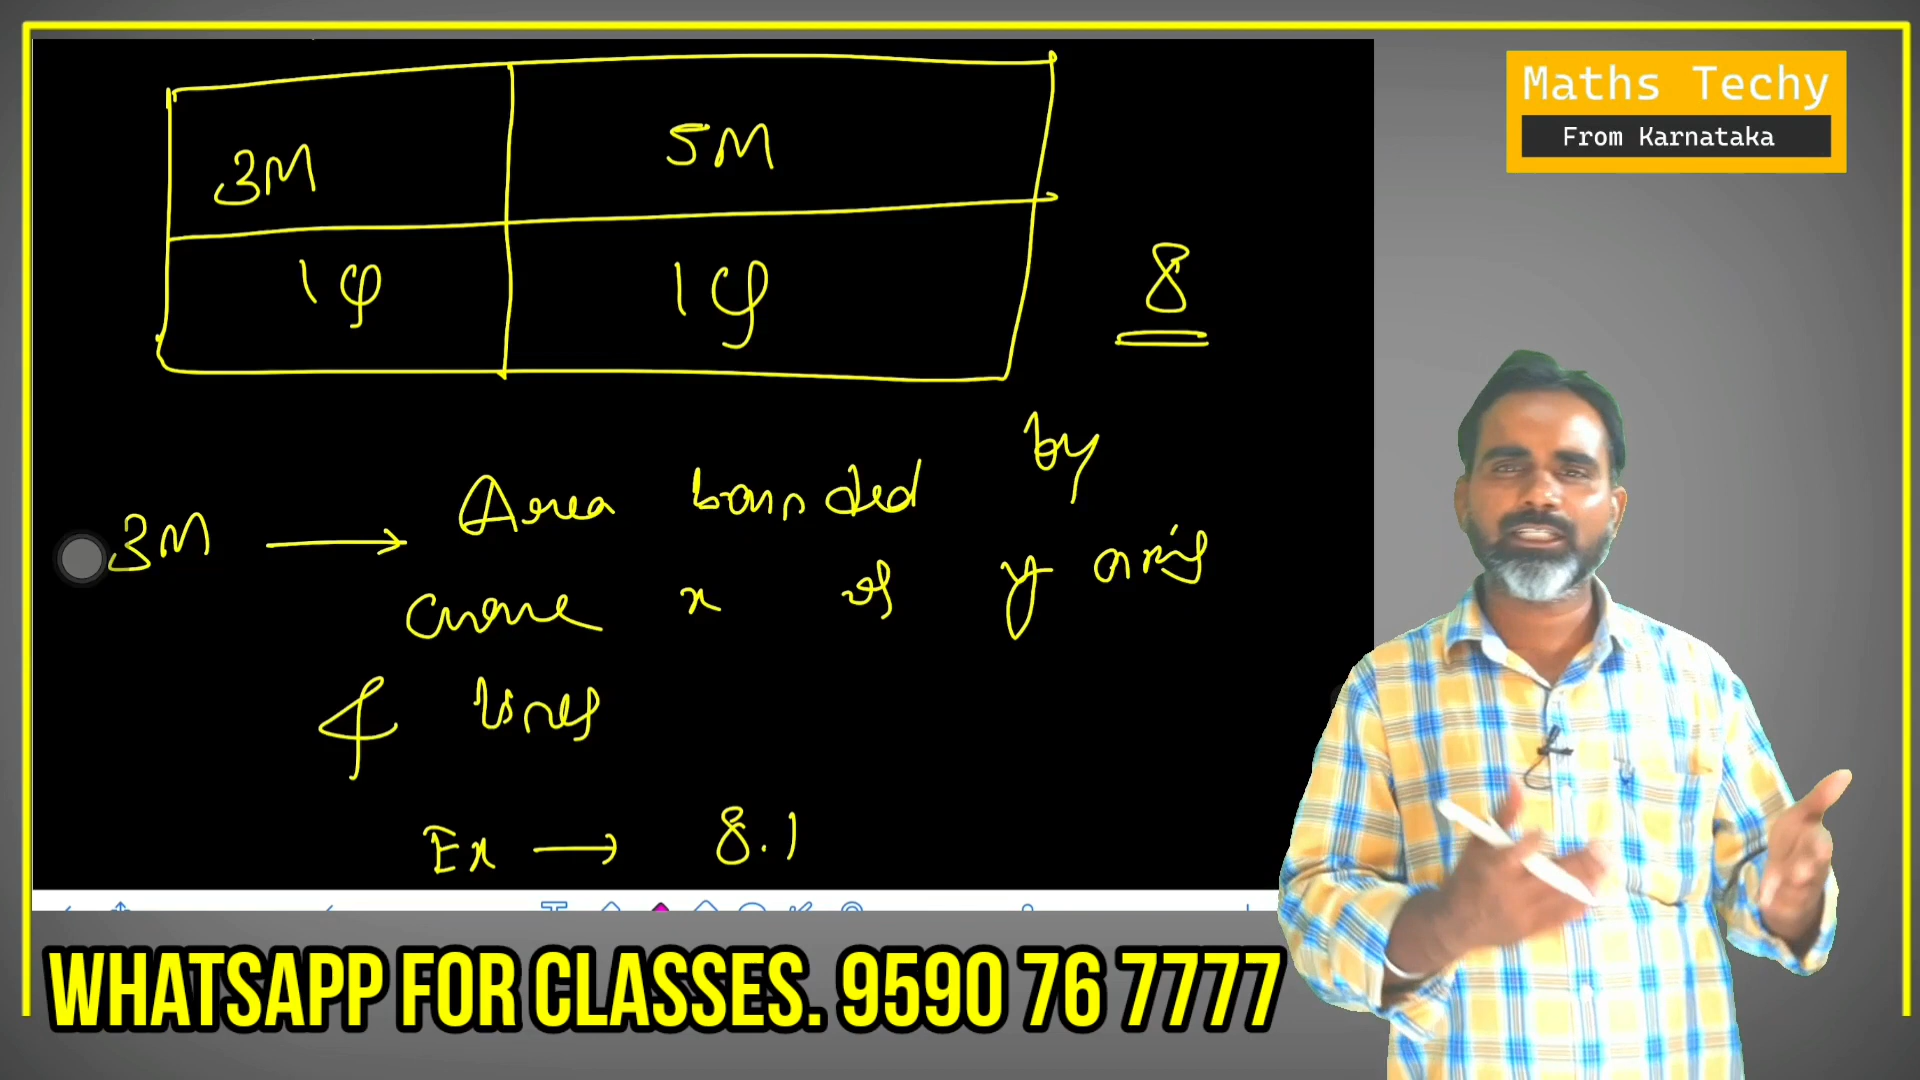 Maths Techy
From Karnataka
3M 5M
1Q 1Q
8
3M → Area bounded by
curve x or y axis
& lines
Ex → 8.1
WHATSAPP FOR CLASSES. 9590 76 7777